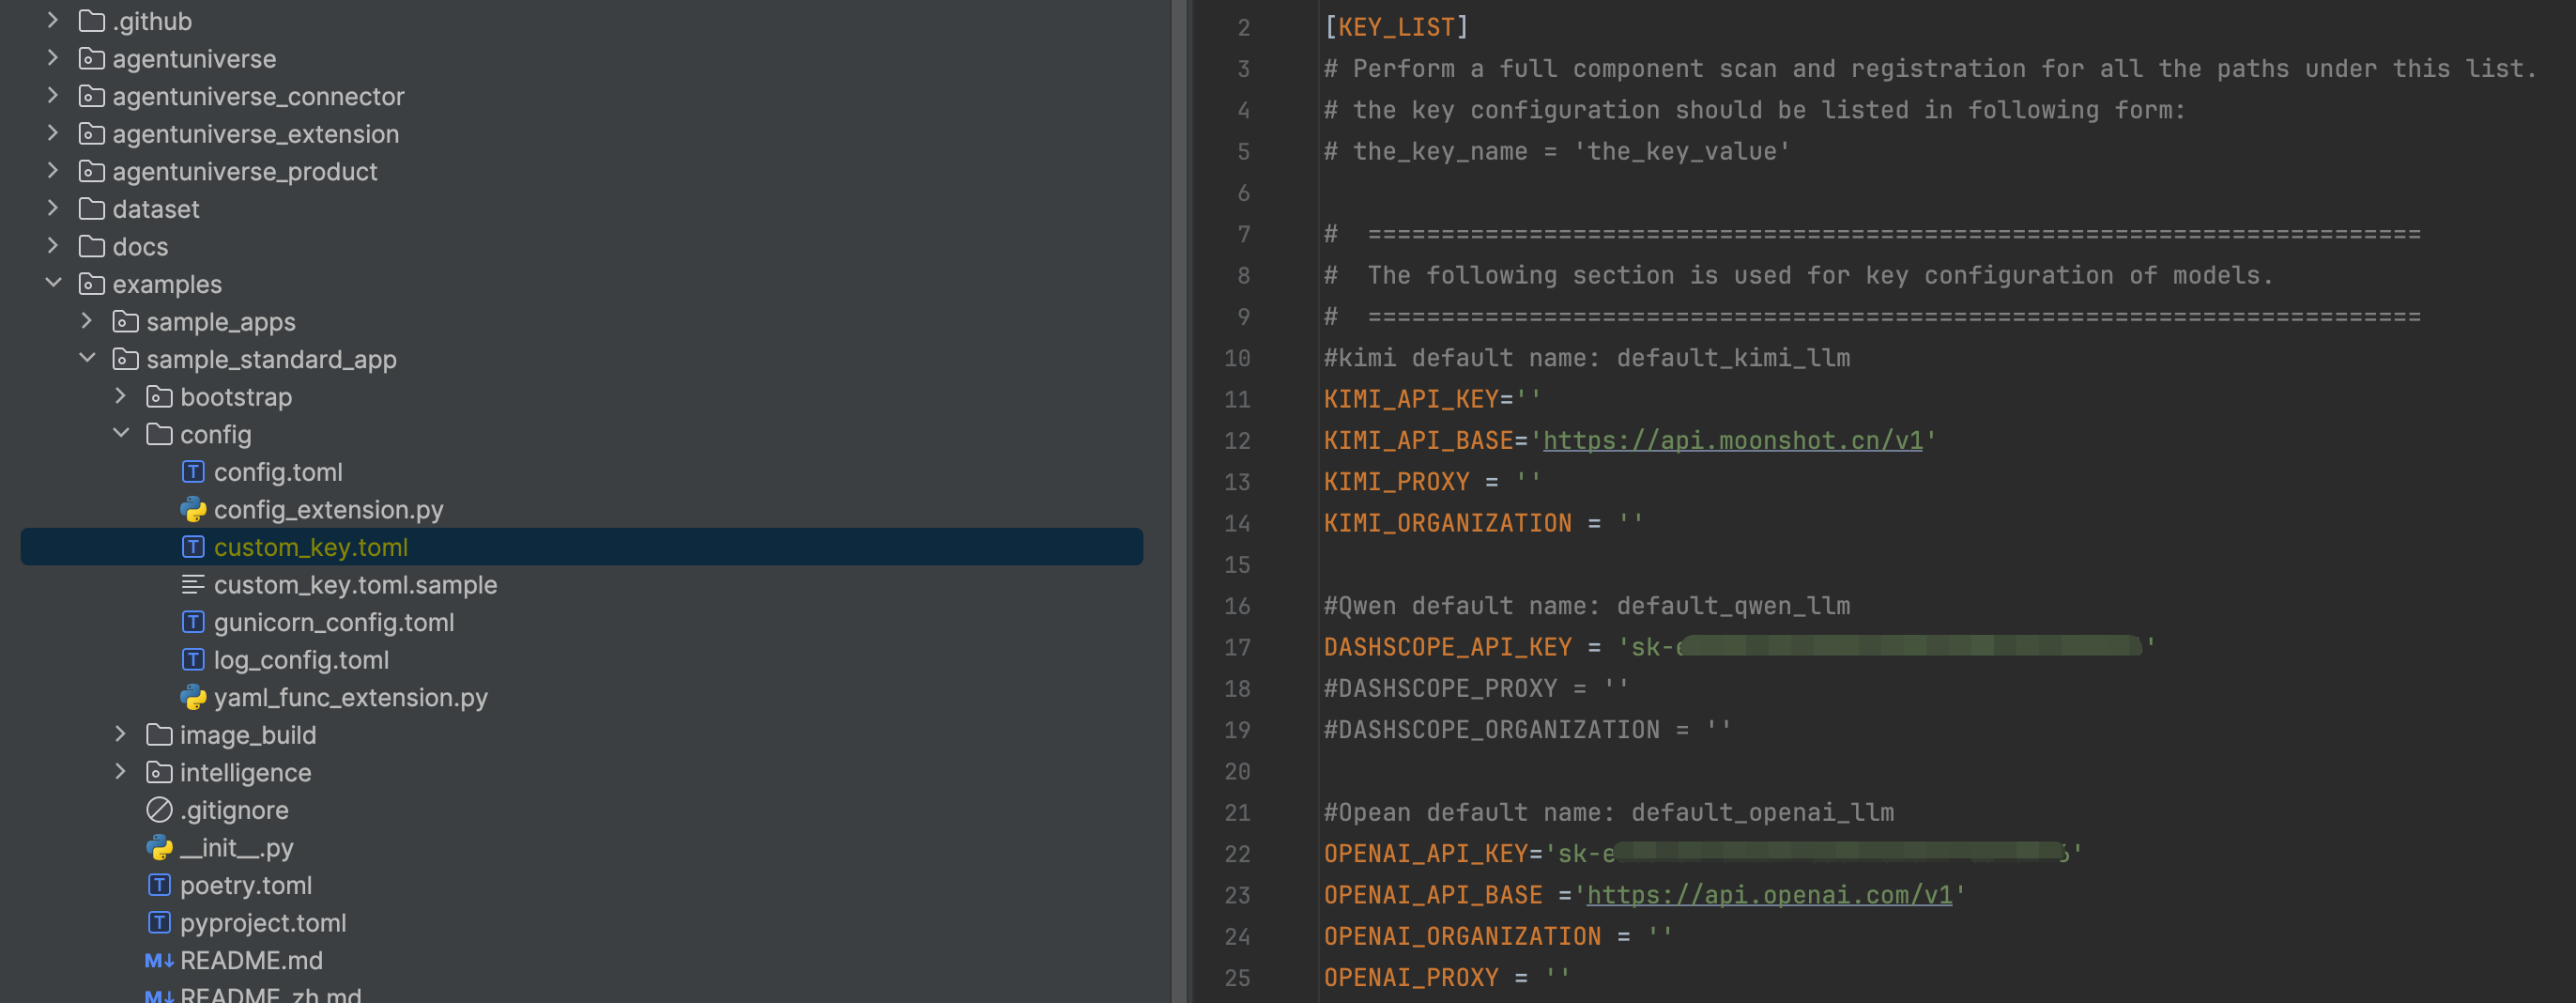 .github
agentuniverse
agentuniverse_connector
agentuniverse_extension
agentuniverse_product
dataset
docs
examples
sample_apps
sample_standard_app
bootstrap
config
config.toml
config_extension.py
custom_key.toml
custom_key.toml.sample
gunicorn_config.toml
log_config.toml
yaml_func_extension.py
image_build
intelligence
.gitignore
__init__.py
poetry.toml
pyproject.toml
README.md
README_zh.md
2 [KEY_LIST]
3 # Perform a full component scan and registration for all the paths under this list.
4 # the key configuration should be listed in following form:
5 # the_key_name = 'the_key_value'
6
7 # ========================================================================
8 # The following section is used for key configuration of models.
9 # ========================================================================
10 #kimi default name: default_kimi_llm
11 KIMI_API_KEY=''
12 KIMI_API_BASE='https://api.moonshot.cn/v1'
13 KIMI_PROXY = ''
14 KIMI_ORGANIZATION = ''
15
16 #Qwen default name: default_qwen_llm
17 DASHSCOPE_API_KEY = 'sk-
18 #DASHSCOPE_PROXY = ''
19 #DASHSCOPE_ORGANIZATION = ''
20
21 #Opean default name: default_openai_llm
22 OPENAI_API_KEY='sk-e
23 OPENAI_API_BASE ='https://api.openai.com/v1'
24 OPENAI_ORGANIZATION = ''
25 OPENAI_PROXY = ''